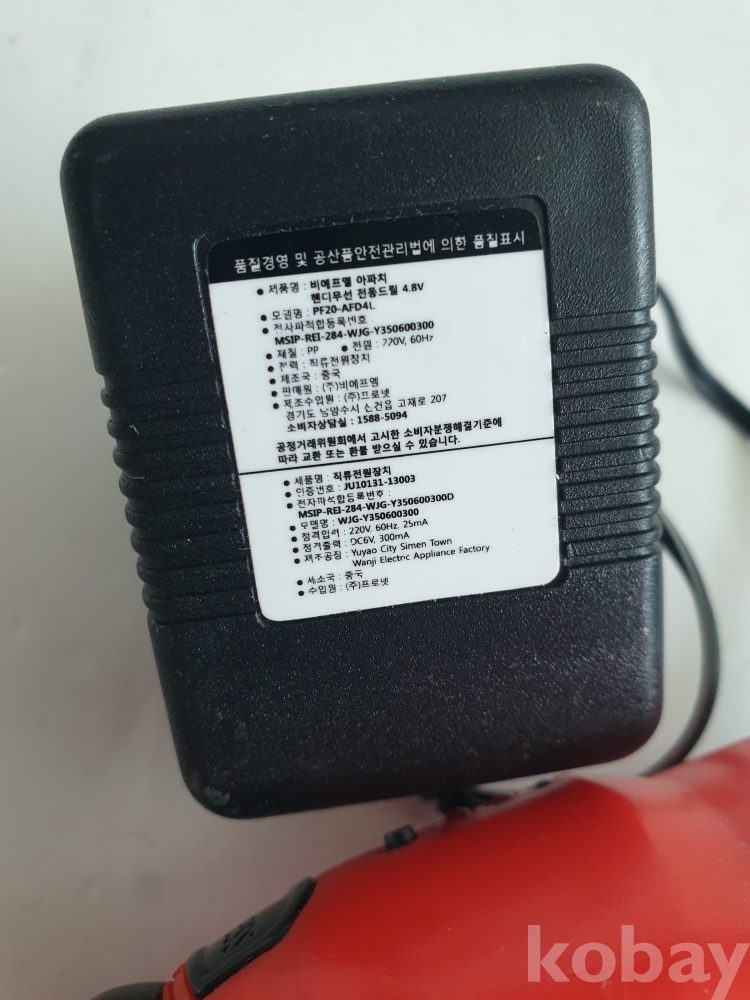 품질경영 및 공산품안전관리법에 의한 품질표시
● 제품명 : 비에프엘 아파치
핸디무선 전동드릴 4.8V
● 모델명 : PF20-AFD4L
● 전자파적합등록번호 :
MSIP-REI-284-WJG-Y350600300
● 재질 : PP ● 전원 : 220V, 60Hz
● 전력 : 직류전원장치
● 제조국 : 중국
● 판매원 : (주)비에프엘
● 제조수입원 : (주)프로넷
경기도 남양주시 진건읍 고재로 207
소비자상담실 : 1588-5094
공정거래위원회에서 고시한 소비자분쟁해결기준에
따라 교환 또는 환불 받으실 수 있습니다.
● 제품명 : 직류전원장치
● 인증번호 : JU10131-13003
● 전자파적합등록번호 :
MSIP-REI-284-WJG-Y350600300D
● 모델명 : WJG-Y350600300
● 정격입력 : 220V, 60Hz, 25mA
● 정격출력 : DC6V, 300mA
● 제조공장 : Yuyao City Simen Town
Wanji Electric Appliance Factory
● 제조국 : 중국
● 수입원 : (주)프로넷
kobay